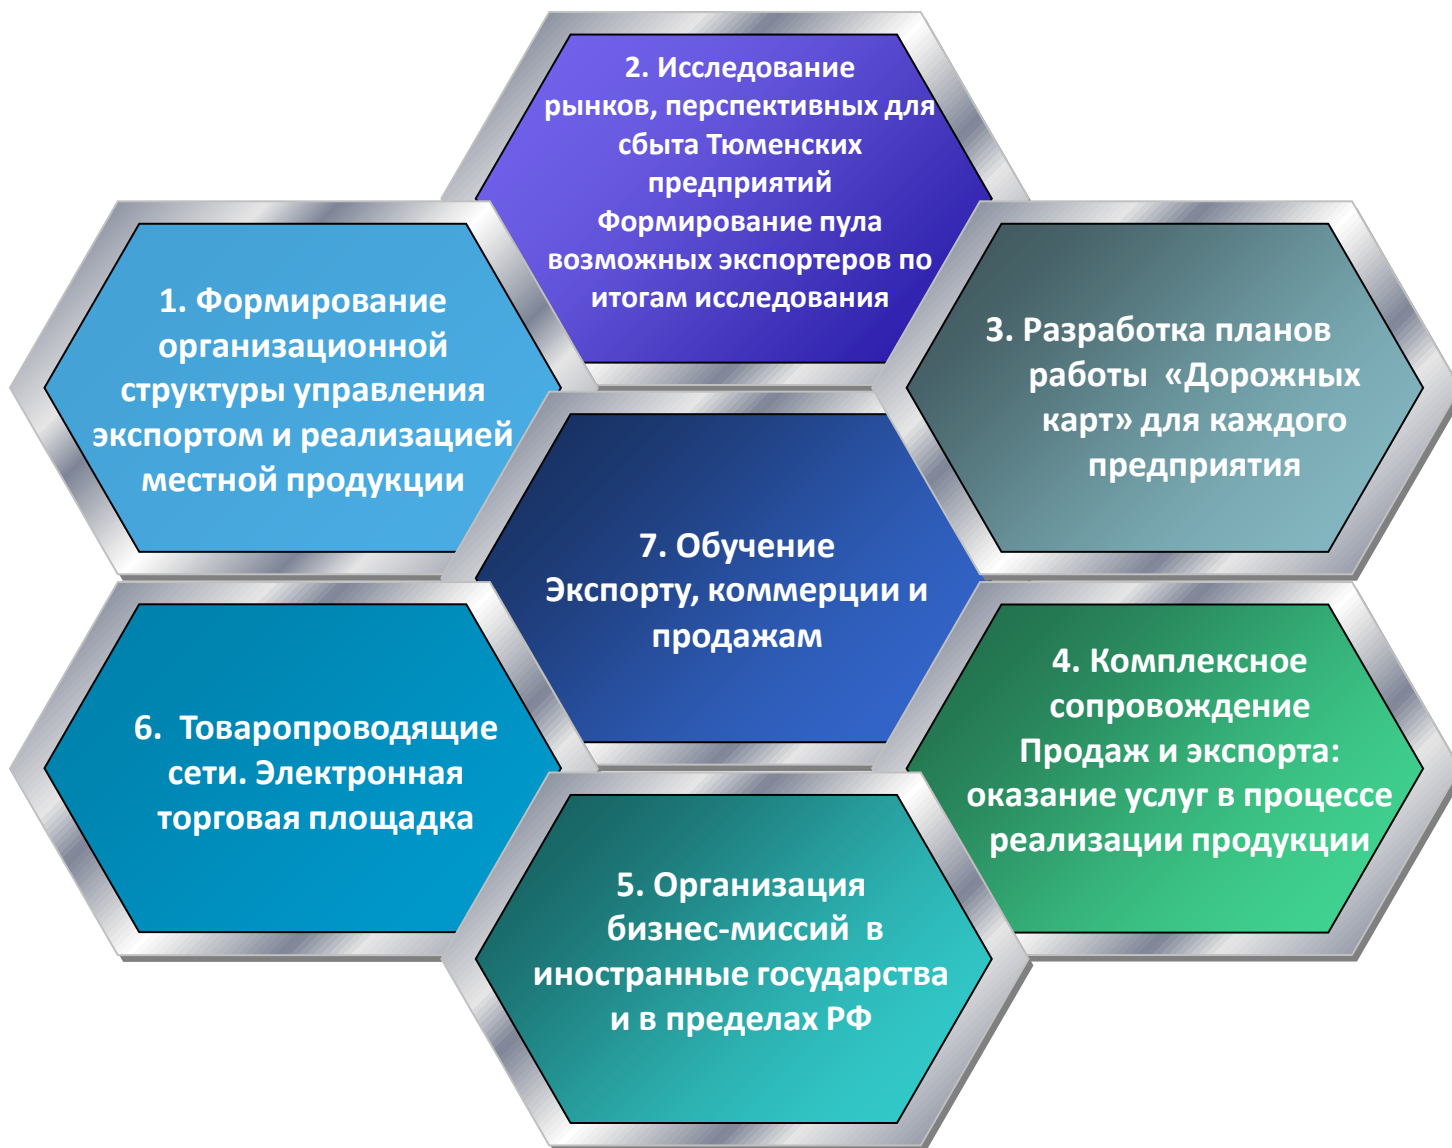 1. Формирование
организационной
структуры управления
экспортом и реализацией
местной продукции
2. Исследование
рынков, перспективных для
сбыта Тюменских
предприятий
Формирование пула
возможных экспортеров по
итогам исследования
3. Разработка планов
работы «Дорожных
карт» для каждого
предприятия
4. Комплексное
сопровождение
Продаж и экспорта:
оказание услуг в процессе
реализации продукции
5. Организация
бизнес-миссий в
иностранные государства
и в пределах РФ
6. Товаропроводящие
сети. Электронная
торговая площадка
7. Обучение
Экспорту, коммерции и
продажам